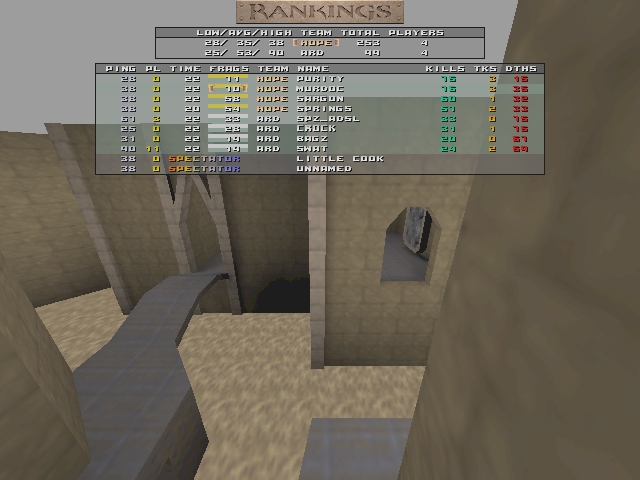 RANKINGS
LOW/AVG/HIGH TEAM TOTAL PLAYERS
28/ 35/ 38 [HOPE] 253 4
25/ 53/ 90 ARD 99 4
PING PL TIME FRAGS TEAM NAME KILLS TKS DTHS
28 0 22 71 HOPE PURITY 3
38 0 22 [70] HOPE MURDOC 3 36
38 0 22 58 HOPE SARGON 60 1 32
38 0 22 54 HOPE SPRINGS 57 2 33
67 3 22 33 ARD SPZ_ADSL 33 0
25 0 22 28 ARD CROCK 31 1
31 0 22 19 ARD BAGZ 20 0 67
90 11 22 19 ARD SWAT 24 2 69
38 0 SPECTATOR LITTLE COOK
38 0 SPECTATOR UNNAMED